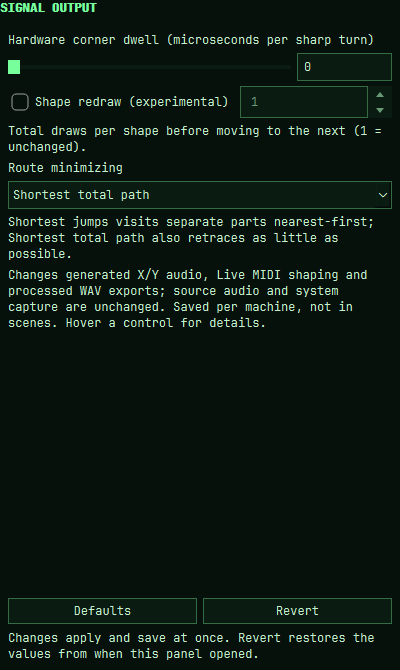 SIGNAL OUTPUT
Hardware corner dwell (microseconds per sharp turn)
0
Shape redraw (experimental)
1
Total draws per shape before moving to the next (1 =
unchanged).
Route minimizing
Shortest total path
Shortest jumps visits separate parts nearest-first;
Shortest total path also retraces as little as
possible.
Changes generated X/Y audio, Live MIDI shaping and
processed WAV exports; source audio and system
capture are unchanged. Saved per machine, not in
scenes. Hover a control for details.
Defaults
Revert
Changes apply and save at once. Revert restores the
values from when this panel opened.